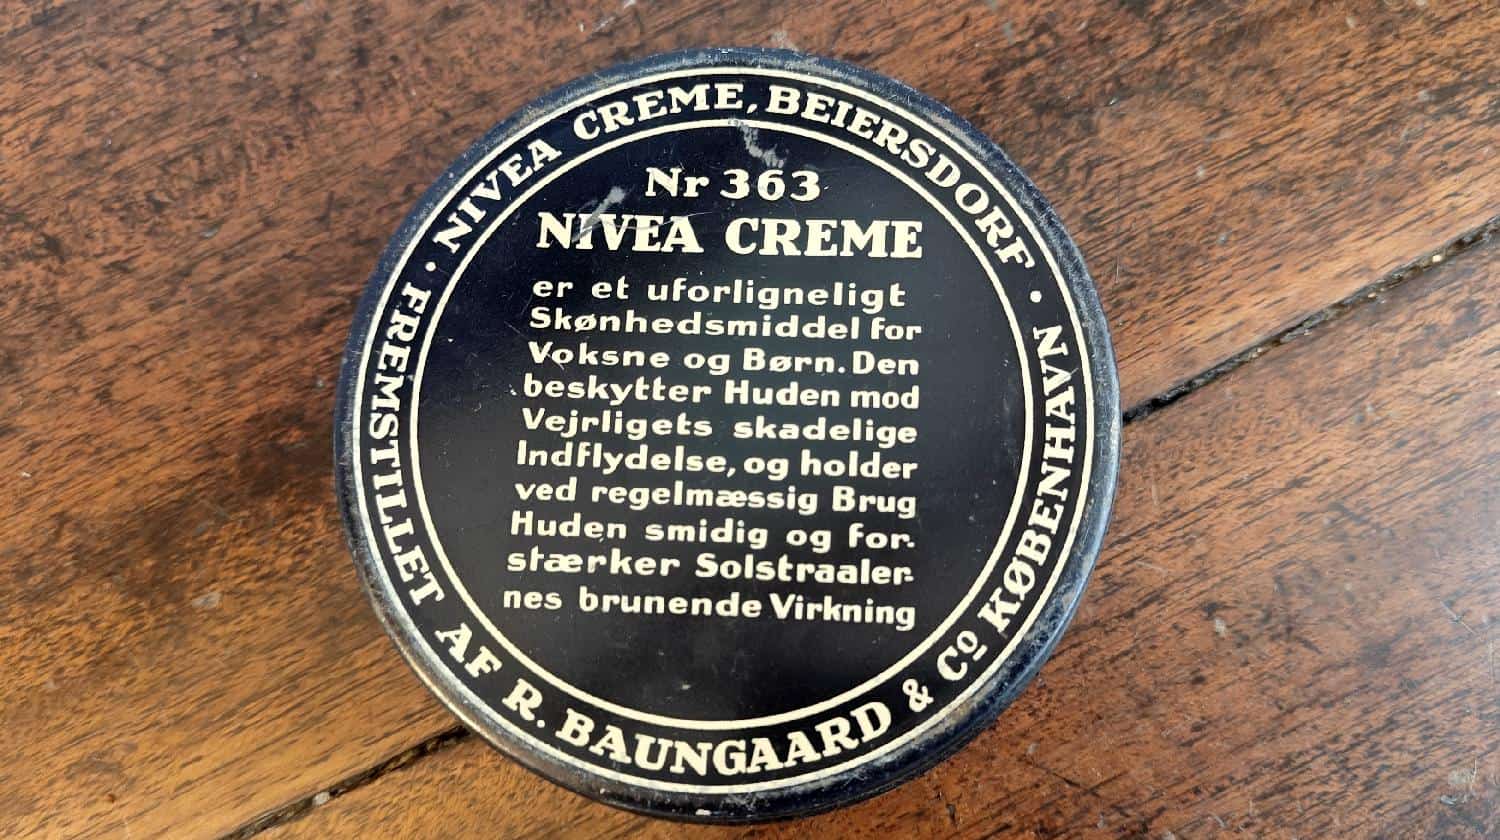 NIVEA CREME, BEIERSDORF
· FREMSTILLET AF R. BAUNGAARD & Cº KØBENHAVN ·
Nr 363
NIVEA CREME
er et uforligneligt
Skønhedsmiddel for
Voksne og Børn. Den
beskytter Huden mod
Vejrligets skadelige
Indflydelse, og holder
ved regelmæssig Brug
Huden smidig og for-
stærker Solstraaler-
nes brunende Virkning